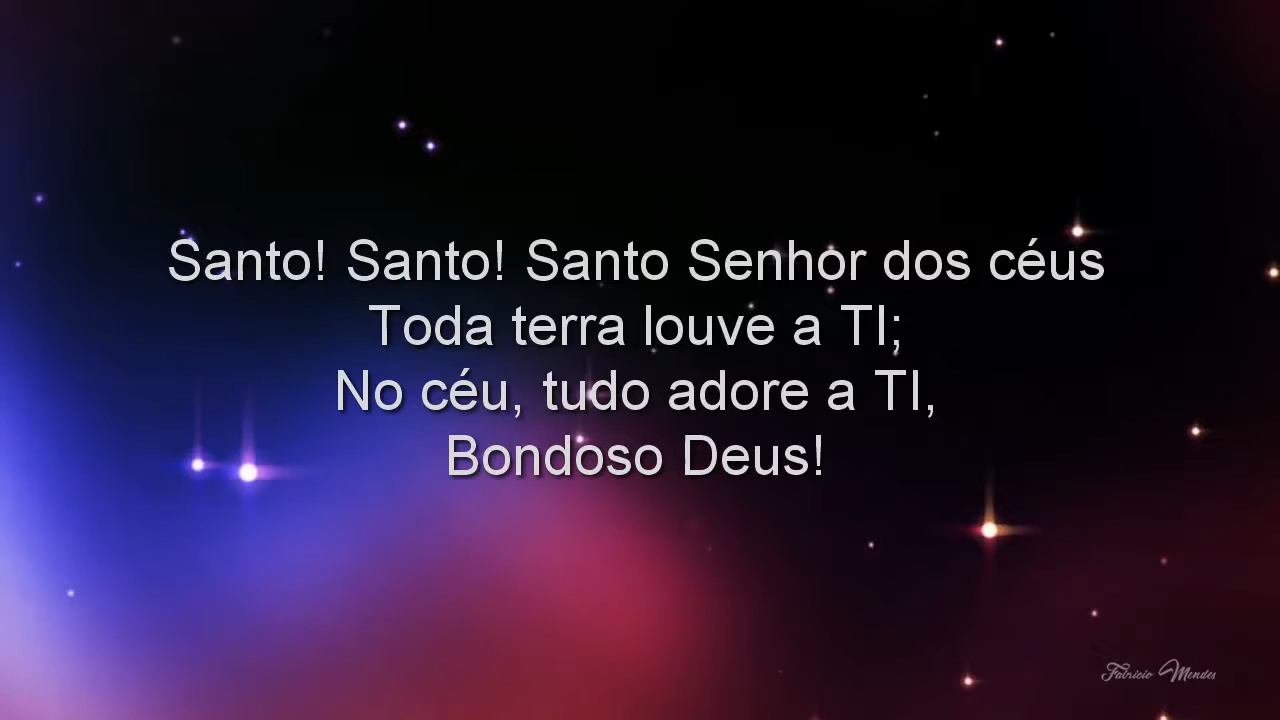 Santo! Santo! Santo Senhor dos céus
Toda terra louve a TI;
No céu, tudo adore a TI,
Bondoso Deus!
Fabricio Mendes